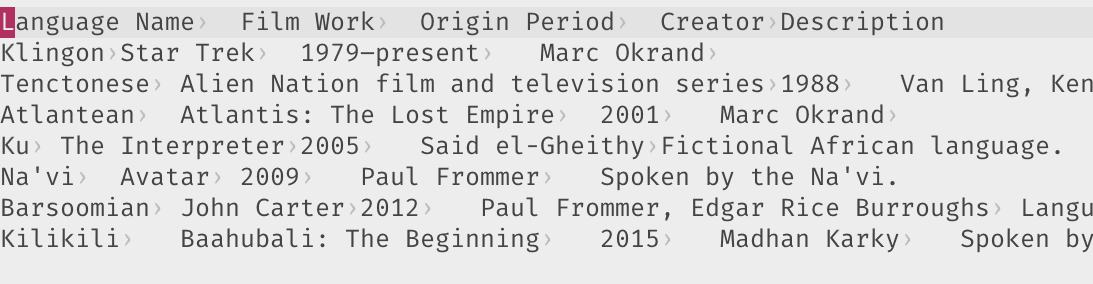 Language Name› Film Work› Origin Period› Creator›Description
Klingon›Star Trek› 1979–present› Marc Okrand›
Tenctonese› Alien Nation film and television series›1988› Van Ling, Ken
Atlantean› Atlantis: The Lost Empire› 2001› Marc Okrand›
Ku› The Interpreter›2005› Said el-Gheithy›Fictional African language.
Na'vi› Avatar› 2009› Paul Frommer› Spoken by the Na'vi.
Barsoomian› John Carter›2012› Paul Frommer, Edgar Rice Burroughs› Langu
Kilikili› Baahubali: The Beginning› 2015› Madhan Karky› Spoken by